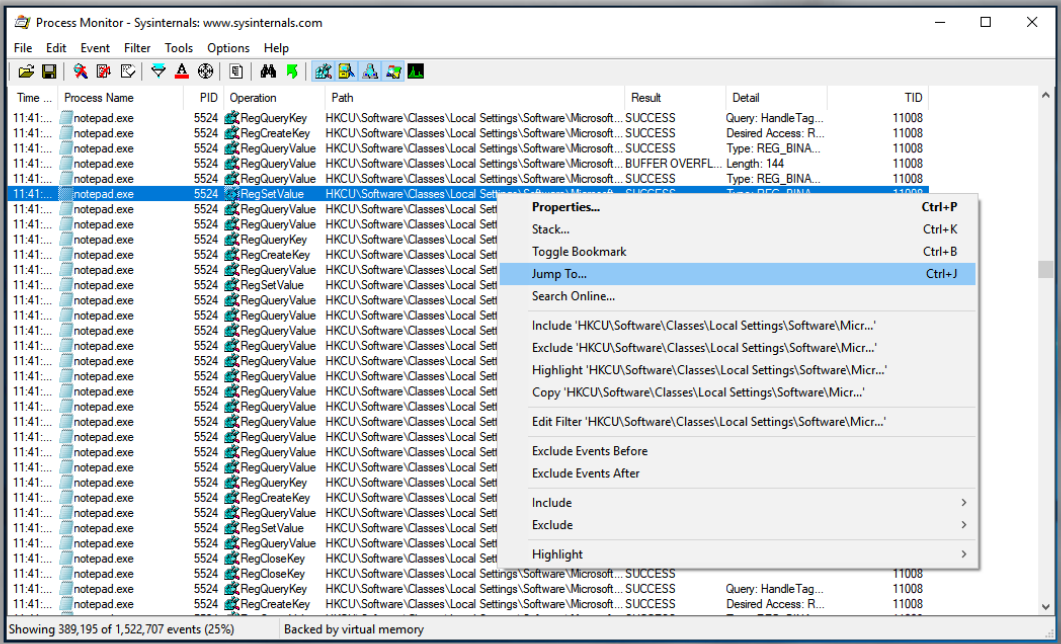 Process Monitor - Sysinternals: www.sysinternals.com
File Edit Event Filter Tools Options Help
Time ... Process Name PID Operation Path Result Detail TID
11:41:... notepad.exe 5524 RegQueryKey HKCU\Software\Classes\Local Settings\Software\Microsoft... SUCCESS Query: HandleTag... 11008
11:41:... notepad.exe 5524 RegCreateKey HKCU\Software\Classes\Local Settings\Software\Microsoft... SUCCESS Desired Access: R... 11008
11:41:... notepad.exe 5524 RegQueryValue HKCU\Software\Classes\Local Settings\Software\Microsoft... SUCCESS Type: REG_BINA... 11008
11:41:... notepad.exe 5524 RegQueryValue HKCU\Software\Classes\Local Settings\Software\Microsoft... BUFFER OVERFL... Length: 144 11008
11:41:... notepad.exe 5524 RegQueryValue HKCU\Software\Classes\Local Settings\Software\Microsoft... SUCCESS Type: REG_BINA... 11008
11:41:... notepad.exe 5524 RegSetValue HKCU\Software\Classes\Local Settings\Software\Microsoft... SUCCESS Type: REG_BINA... 11008
11:41:... notepad.exe 5524 RegQueryValue HKCU\Software\Classes\Local Sett
11:41:... notepad.exe 5524 RegQueryValue HKCU\Software\Classes\Local Sett
11:41:... notepad.exe 5524 RegQueryKey HKCU\Software\Classes\Local Sett
11:41:... notepad.exe 5524 RegCreateKey HKCU\Software\Classes\Local Sett
11:41:... notepad.exe 5524 RegQueryValue HKCU\Software\Classes\Local Sett
11:41:... notepad.exe 5524 RegSetValue HKCU\Software\Classes\Local Sett
11:41:... notepad.exe 5524 RegQueryValue HKCU\Software\Classes\Local Sett
11:41:... notepad.exe 5524 RegQueryValue HKCU\Software\Classes\Local Sett
11:41:... notepad.exe 5524 RegQueryValue HKCU\Software\Classes\Local Sett
11:41:... notepad.exe 5524 RegQueryValue HKCU\Software\Classes\Local Sett
11:41:... notepad.exe 5524 RegQueryValue HKCU\Software\Classes\Local Sett
11:41:... notepad.exe 5524 RegQueryValue HKCU\Software\Classes\Local Sett
11:41:... notepad.exe 5524 RegQueryValue HKCU\Software\Classes\Local Sett
11:41:... notepad.exe 5524 RegQueryValue HKCU\Software\Classes\Local Sett
11:41:... notepad.exe 5524 RegQueryValue HKCU\Software\Classes\Local Sett
11:41:... notepad.exe 5524 RegQueryValue HKCU\Software\Classes\Local Sett
11:41:... notepad.exe 5524 RegQueryValue HKCU\Software\Classes\Local Sett
11:41:... notepad.exe 5524 RegQueryValue HKCU\Software\Classes\Local Sett
11:41:... notepad.exe 5524 RegQueryKey HKCU\Software\Classes\Local Sett
11:41:... notepad.exe 5524 RegCreateKey HKCU\Software\Classes\Local Sett
11:41:... notepad.exe 5524 RegQueryValue HKCU\Software\Classes\Local Sett
11:41:... notepad.exe 5524 RegSetValue HKCU\Software\Classes\Local Sett
11:41:... notepad.exe 5524 RegQueryValue HKCU\Software\Classes\Local Sett
11:41:... notepad.exe 5524 RegCloseKey HKCU\Software\Classes\Local Sett
11:41:... notepad.exe 5524 RegCloseKey HKCU\Software\Classes\Local Settings\Software\Microsoft... SUCCESS 11008
11:41:... notepad.exe 5524 RegQueryKey HKCU\Software\Classes\Local Settings\Software\Microsoft... SUCCESS Query: HandleTag... 11008
11:41:... notepad.exe 5524 RegCreateKey HKCU\Software\Classes\Local Settings\Software\Microsoft... SUCCESS Desired Access: R... 11008
Properties... Ctrl+P
Stack... Ctrl+K
Toggle Bookmark Ctrl+B
Jump To... Ctrl+J
Search Online...
Include 'HKCU\Software\Classes\Local Settings\Software\Micr...'
Exclude 'HKCU\Software\Classes\Local Settings\Software\Micr...'
Highlight 'HKCU\Software\Classes\Local Settings\Software\Micr...'
Copy 'HKCU\Software\Classes\Local Settings\Software\Micr...'
Edit Filter 'HKCU\Software\Classes\Local Settings\Software\Micr...'
Exclude Events Before
Exclude Events After
Include
Exclude
Highlight
Showing 389,195 of 1,522,707 events (25%) Backed by virtual memory